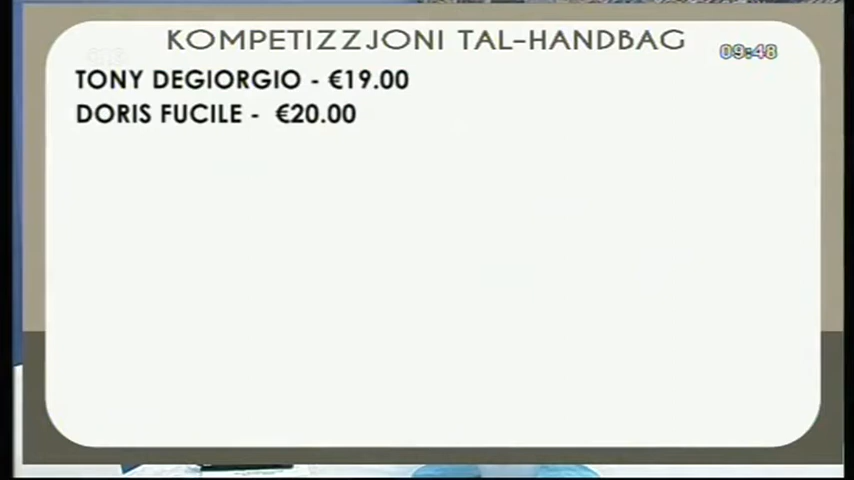 KOMPETIZZJONI TAL-HANDBAG
09:48
TONY DEGIORGIO - €19.00
DORIS FUCILE - €20.00